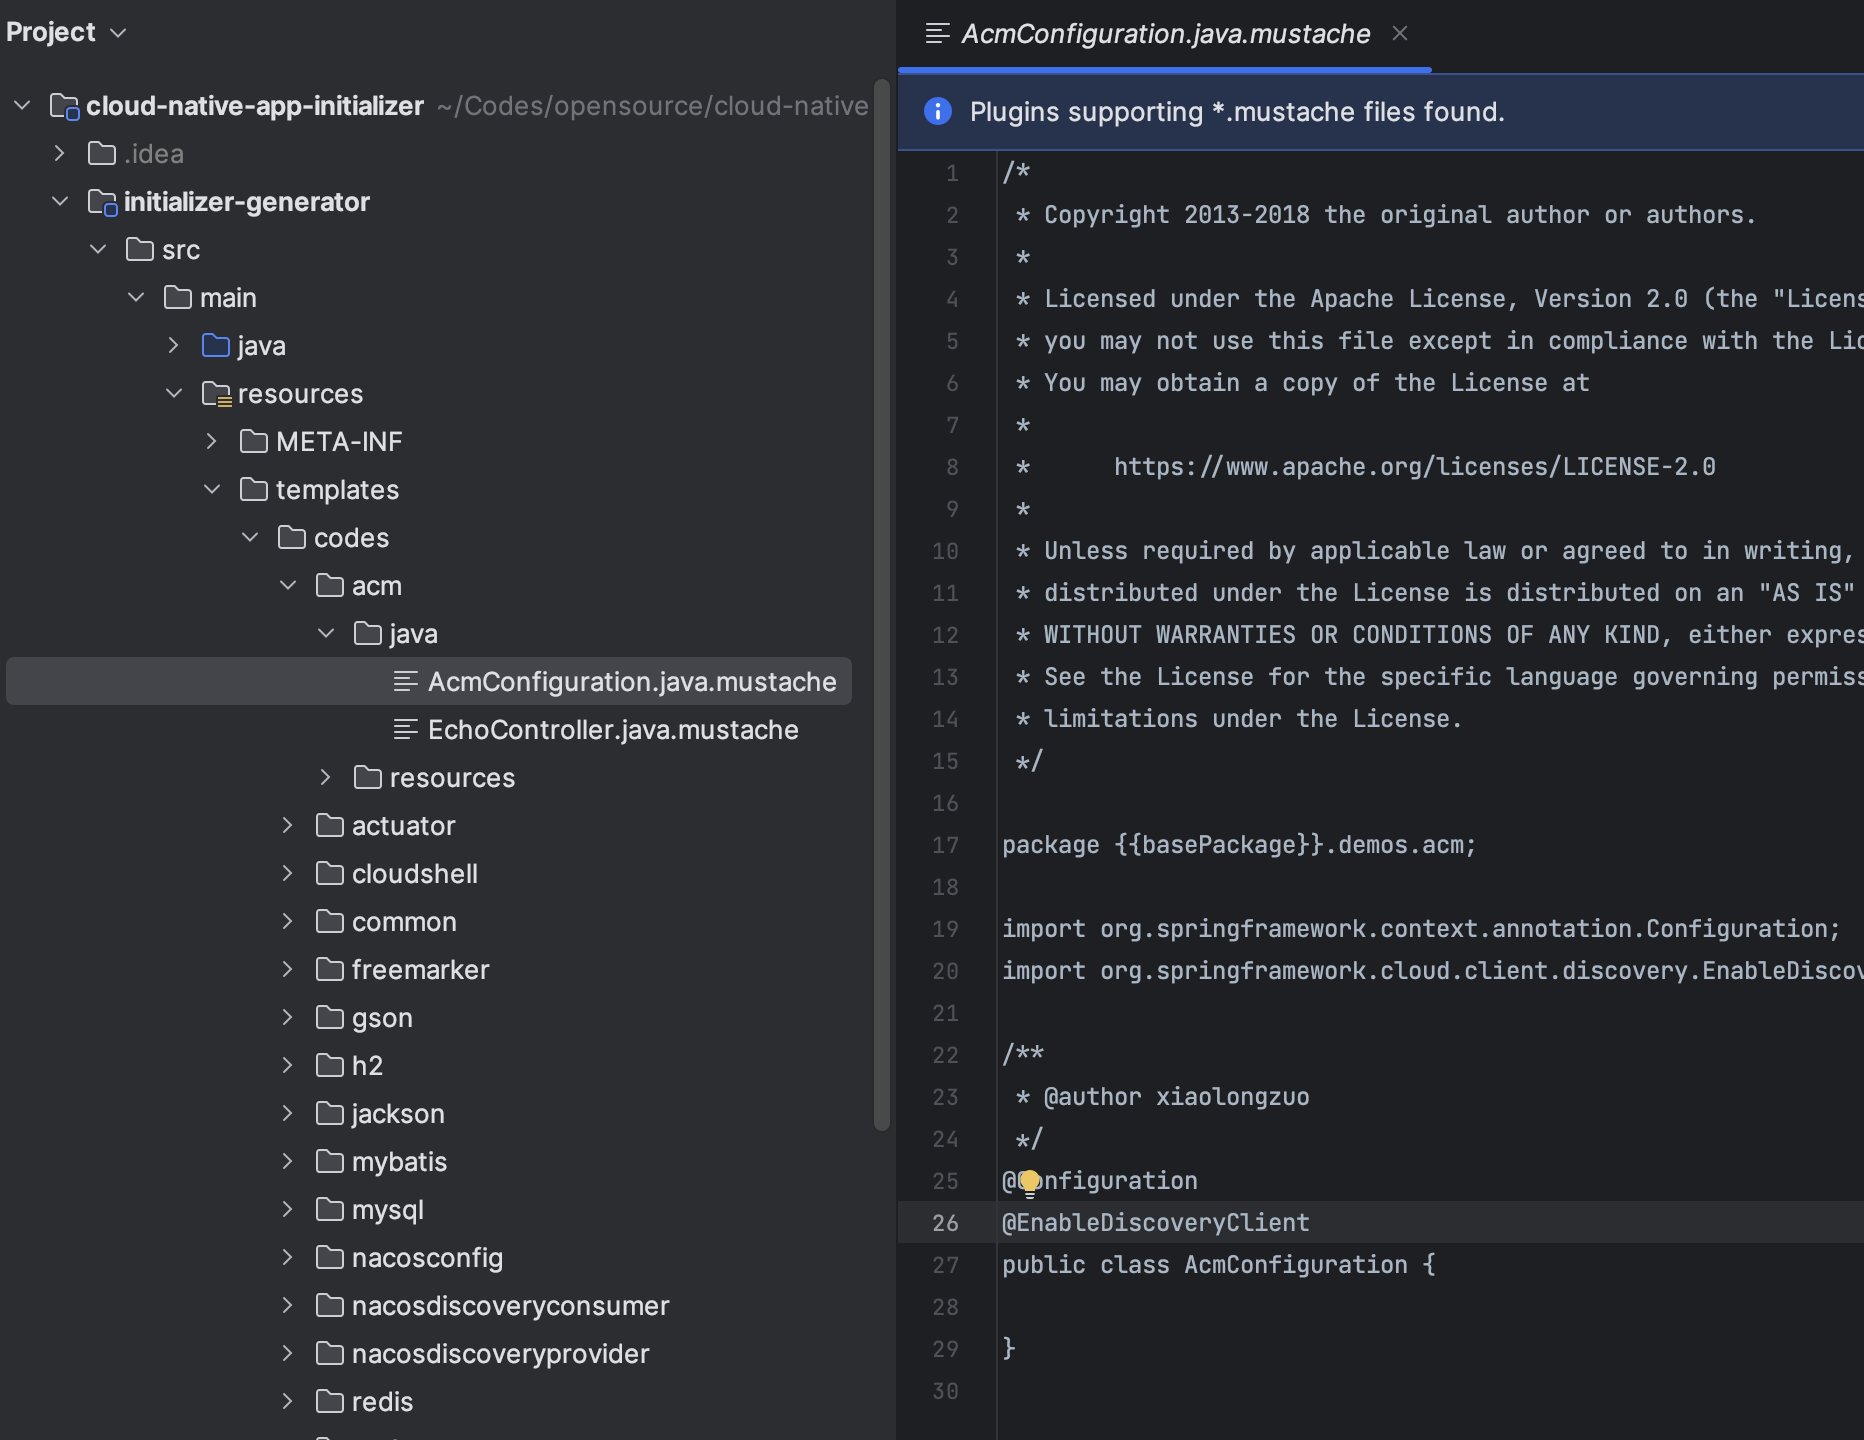 Project
cloud-native-app-initializer ~/Codes/opensource/cloud-native
.idea
initializer-generator
src
main
java
resources
META-INF
templates
codes
acm
java
AcmConfiguration.java.mustache
EchoController.java.mustache
resources
actuator
cloudshell
common
freemarker
gson
h2
jackson
mybatis
mysql
nacosconfig
nacosdiscoveryconsumer
nacosdiscoveryprovider
redis
AcmConfiguration.java.mustache
Plugins supporting *.mustache files found.
1 /*
2  * Copyright 2013-2018 the original author or authors.
3  *
4  * Licensed under the Apache License, Version 2.0 (the "Licens
5  * you may not use this file except in compliance with the Lic
6  * You may obtain a copy of the License at
7  *
8  *      https://www.apache.org/licenses/LICENSE-2.0
9  *
10  * Unless required by applicable law or agreed to in writing,
11  * distributed under the License is distributed on an "AS IS"
12  * WITHOUT WARRANTIES OR CONDITIONS OF ANY KIND, either expres
13  * See the License for the specific language governing permiss
14  * limitations under the License.
15  */
16
17 package {{basePackage}}.demos.acm;
18
19 import org.springframework.context.annotation.Configuration;
20 import org.springframework.cloud.client.discovery.EnableDiscov
21
22 /**
23  * @author xiaolongzuo
24  */
25 @Configuration
26 @EnableDiscoveryClient
27 public class AcmConfiguration {
28
29 }
30